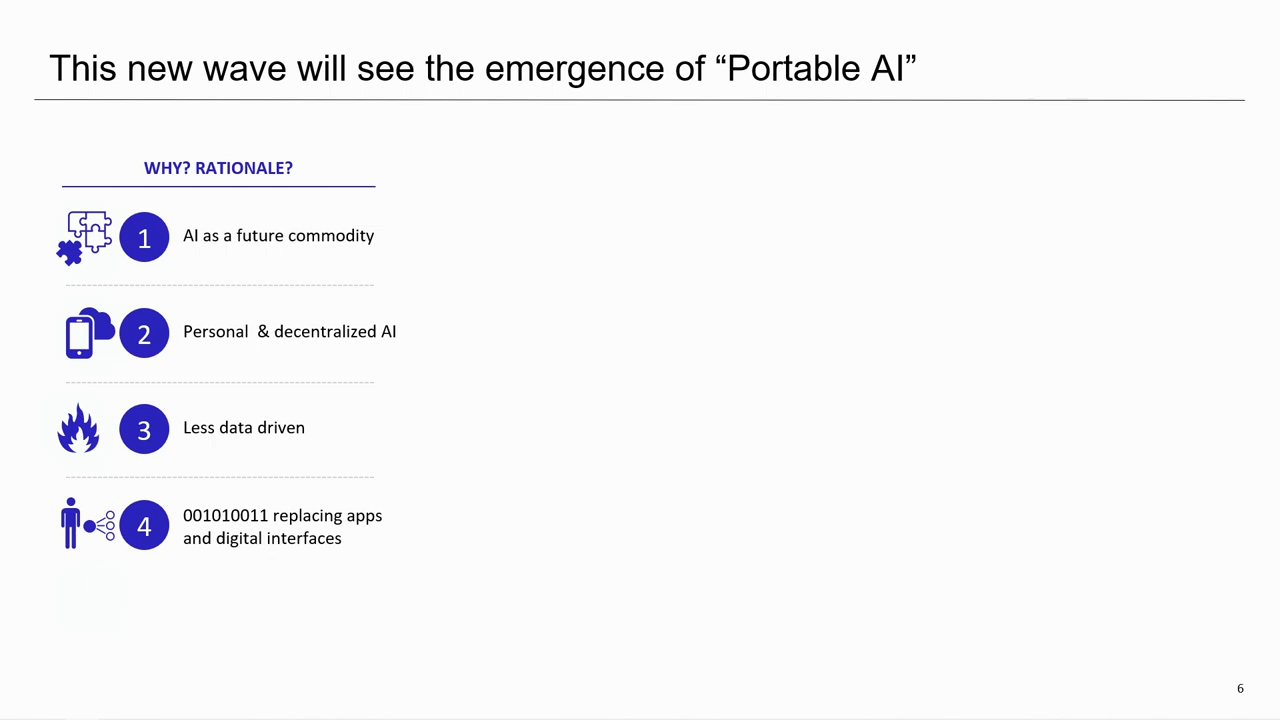 This new wave will see the emergence of “Portable AI”
WHY? RATIONALE?
1 AI as a future commodity
2 Personal  & decentralized AI
3 Less data driven
4 001010011 replacing apps
and digital interfaces
6